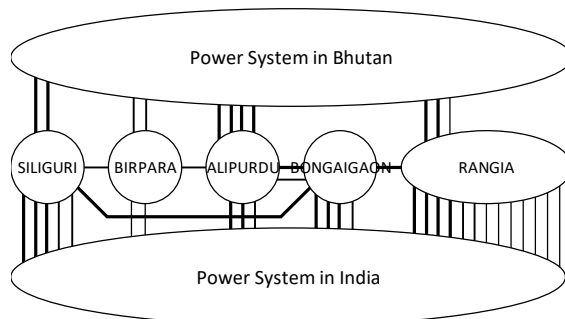 Power System in Bhutan
SILIGURI BIRPARA ALIPURDU BONGAIGAON RANGIA
Power System in India